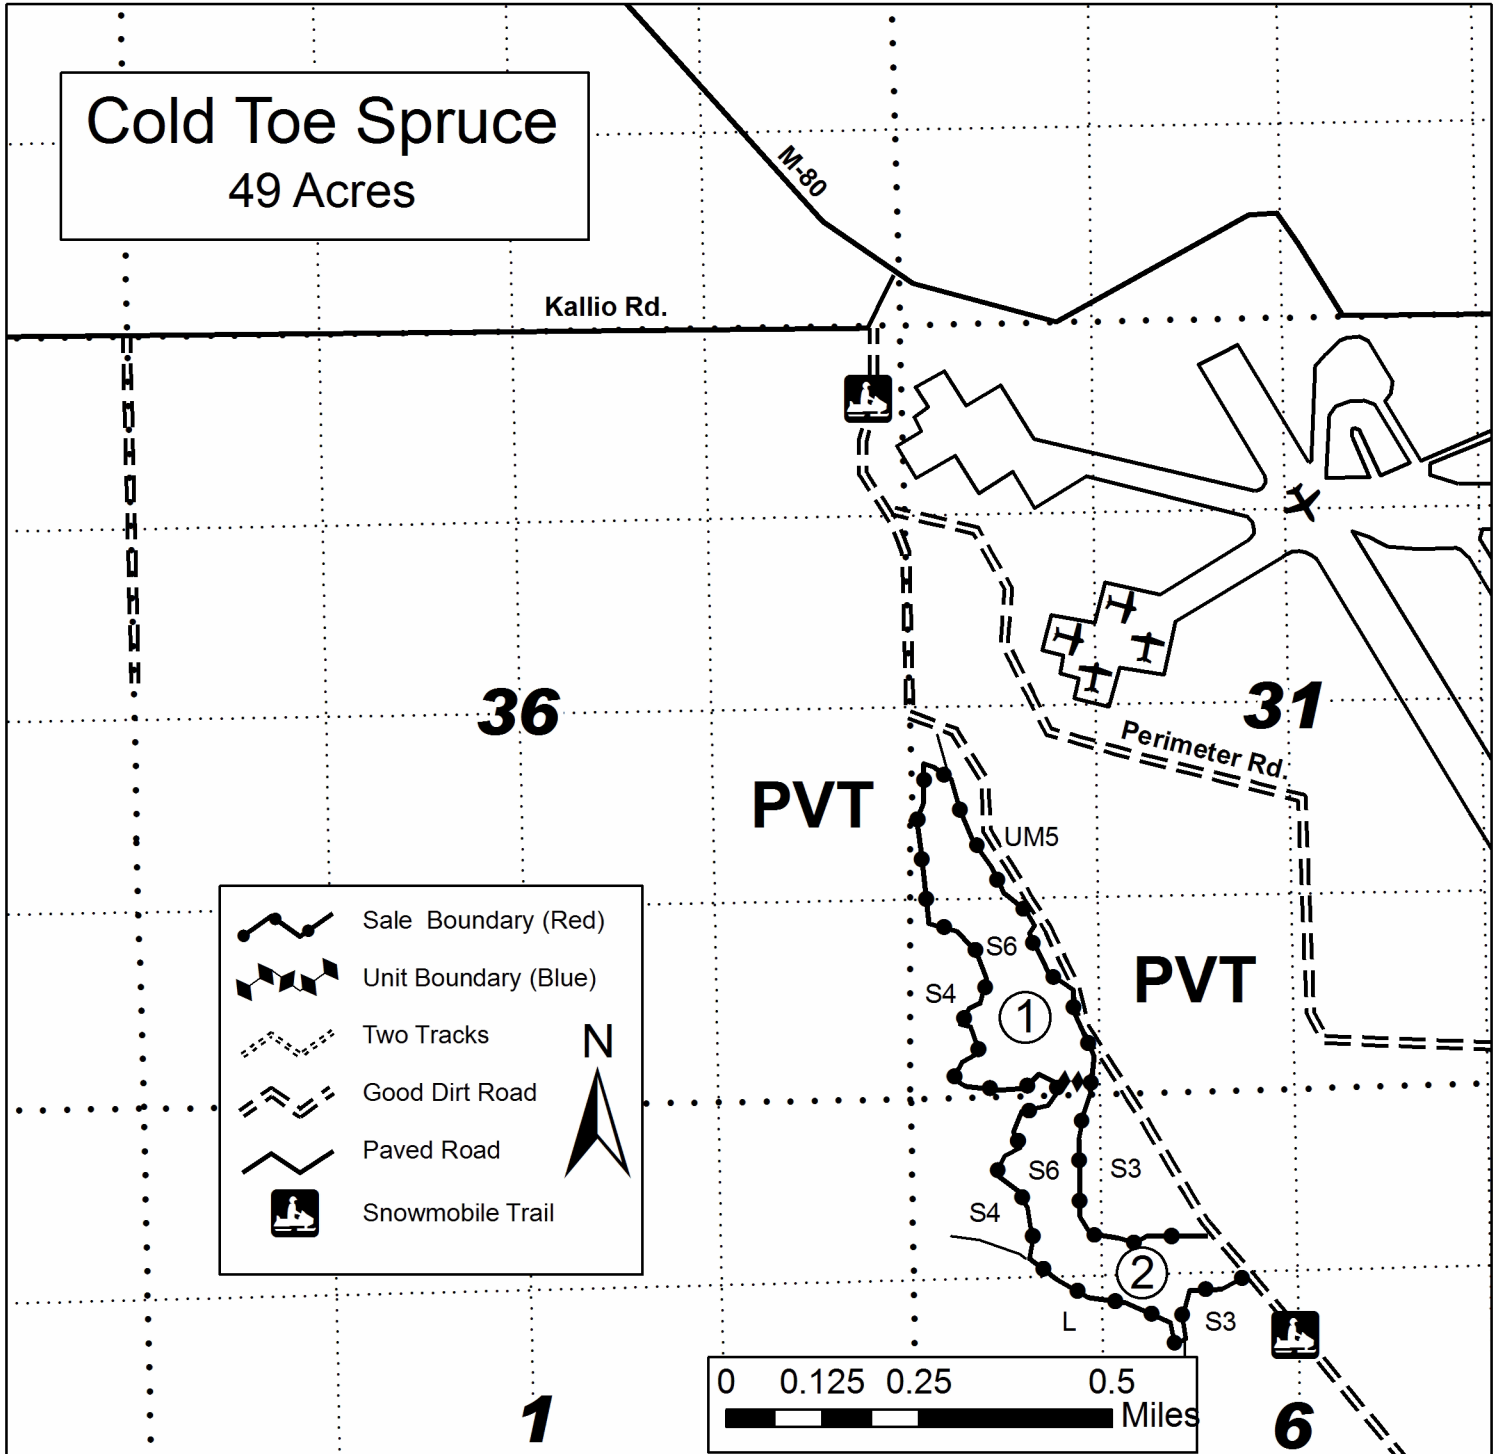 Cold Toe Spruce
49 Acres
M-80
Kallio Rd.
36
31
Perimeter Rd.
PVT
UM5
S6
S4
PVT
1
Sale Boundary (Red)
Unit Boundary (Blue)
Two Tracks
Good Dirt Road
Paved Road
Snowmobile Trail
N
S6
S3
S4
2
L
S3
0 0.125 0.25 0.5
Miles
1
6